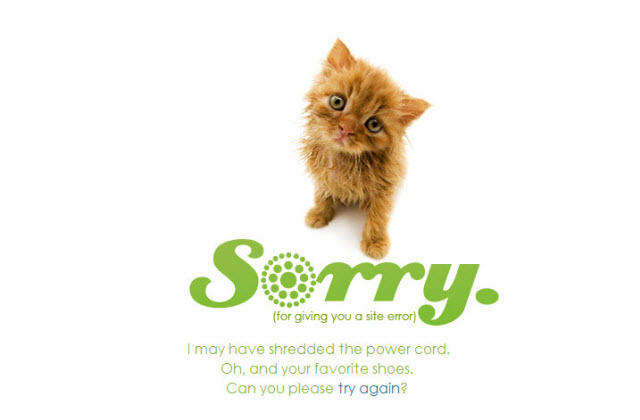 Sorry.
(for giving you a site error)
I may have shredded the power cord.
Oh, and your favorite shoes.
Can you please try again?